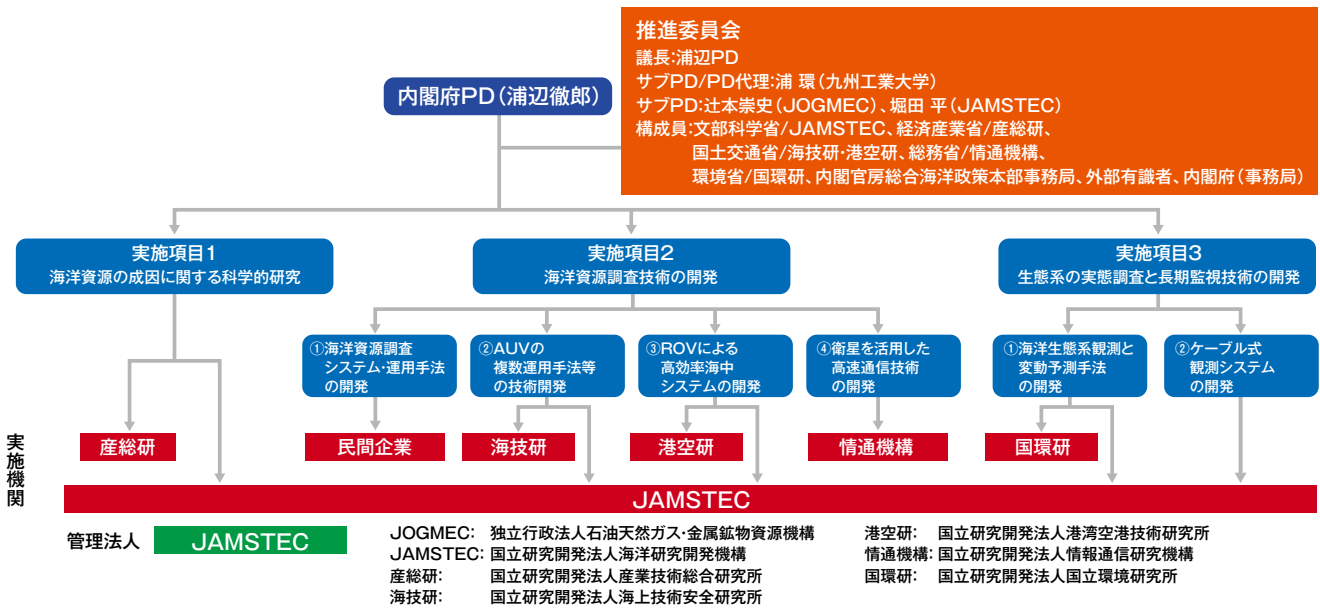 推進委員会
議長:浦辺PD
サブPD/PD代理:浦 環(九州工業大学)
サブPD:辻本崇史(JOGMEC)、堀田 平(JAMSTEC)
構成員:文部科学省/JAMSTEC、経済産業省/産総研、
国土交通省/海技研・港空研、総務省/情通機構、
環境省/国環研、内閣官房総合海洋政策本部事務局、外部有識者、内閣府(事務局)
内閣府PD(浦辺徹郎)
実施項目1
海洋資源の成因に関する科学的研究
実施項目2
海洋資源調査技術の開発
実施項目3
生態系の実態調査と長期監視技術の開発
①海洋資源調査
システム・運用手法
の開発
②AUVの
複数運用手法等
の技術開発
③ROVによる
高効率海中
システムの開発
④衛星を活用した
高速通信技術
の開発
①海洋生態系観測と
変動予測手法
の開発
②ケーブル式
観測システム
の開発
実施機関
産総研
民間企業
海技研
港空研
情通機構
国環研
JAMSTEC
管理法人
JAMSTEC
JOGMEC: 独立行政法人石油天然ガス・金属鉱物資源機構
JAMSTEC: 国立研究開発法人海洋研究開発機構
産総研: 国立研究開発法人産業技術総合研究所
海技研: 国立研究開発法人海上技術安全研究所
港空研: 国立研究開発法人港湾空港技術研究所
情通機構: 国立研究開発法人情報通信研究機構
国環研: 国立研究開発法人国立環境研究所